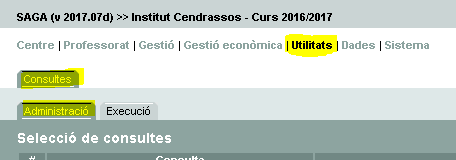 SAGA (v 2017.07d) >> Institut Cendrassos - Curs 2016/2017
Centre | Professorat | Gestió | Gestió econòmica | Utilitats | Dades | Sistema
Consultes
Administració Execució
Selecció de consultes
# Consulta